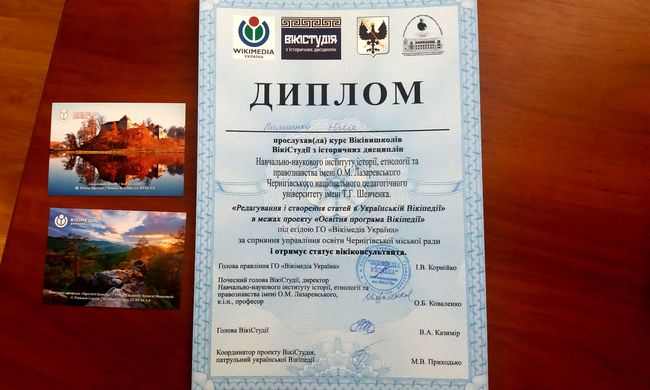 WIKIMEDIA
УКРАЇНА
ВІКІСТУДІЯ
з історичних дисциплін
ДИПЛОМ
Юлія
прослухав(ла) курс Віківишколів
ВікіСтудії з історичних дисциплін
Навчально-наукового інституту історії, етнології та
правознавства імені О.М. Лазаревського
Чернігівського національного педагогічного
університету імені Т.Г. Шевченка.
«Редагування і створення статей в Українській Вікіпедії»
в межах проекту «Освітня програма Вікіпедії»
під егідою ГО «Вікімедіа Україна»
за сприяння управління освіти Чернігівської міської ради
і отримує статус вікіконсультанта.
Голова правління ГО «Вікімедіа Україна»
І.В. Корнійко
Почесний голова ВікіСтудії, директор
Навчально-наукового інституту історії, етнології та
правознавства імені О.М. Лазаревського,
к.і.н., професор
О.Б. Коваленко
Голова ВікіСтудії
В.А. Казимір
Координатор проекту ВікіСтудія,
патрульний української Вікіпедії
М.В. Приходько
ВІКІМЕДІА